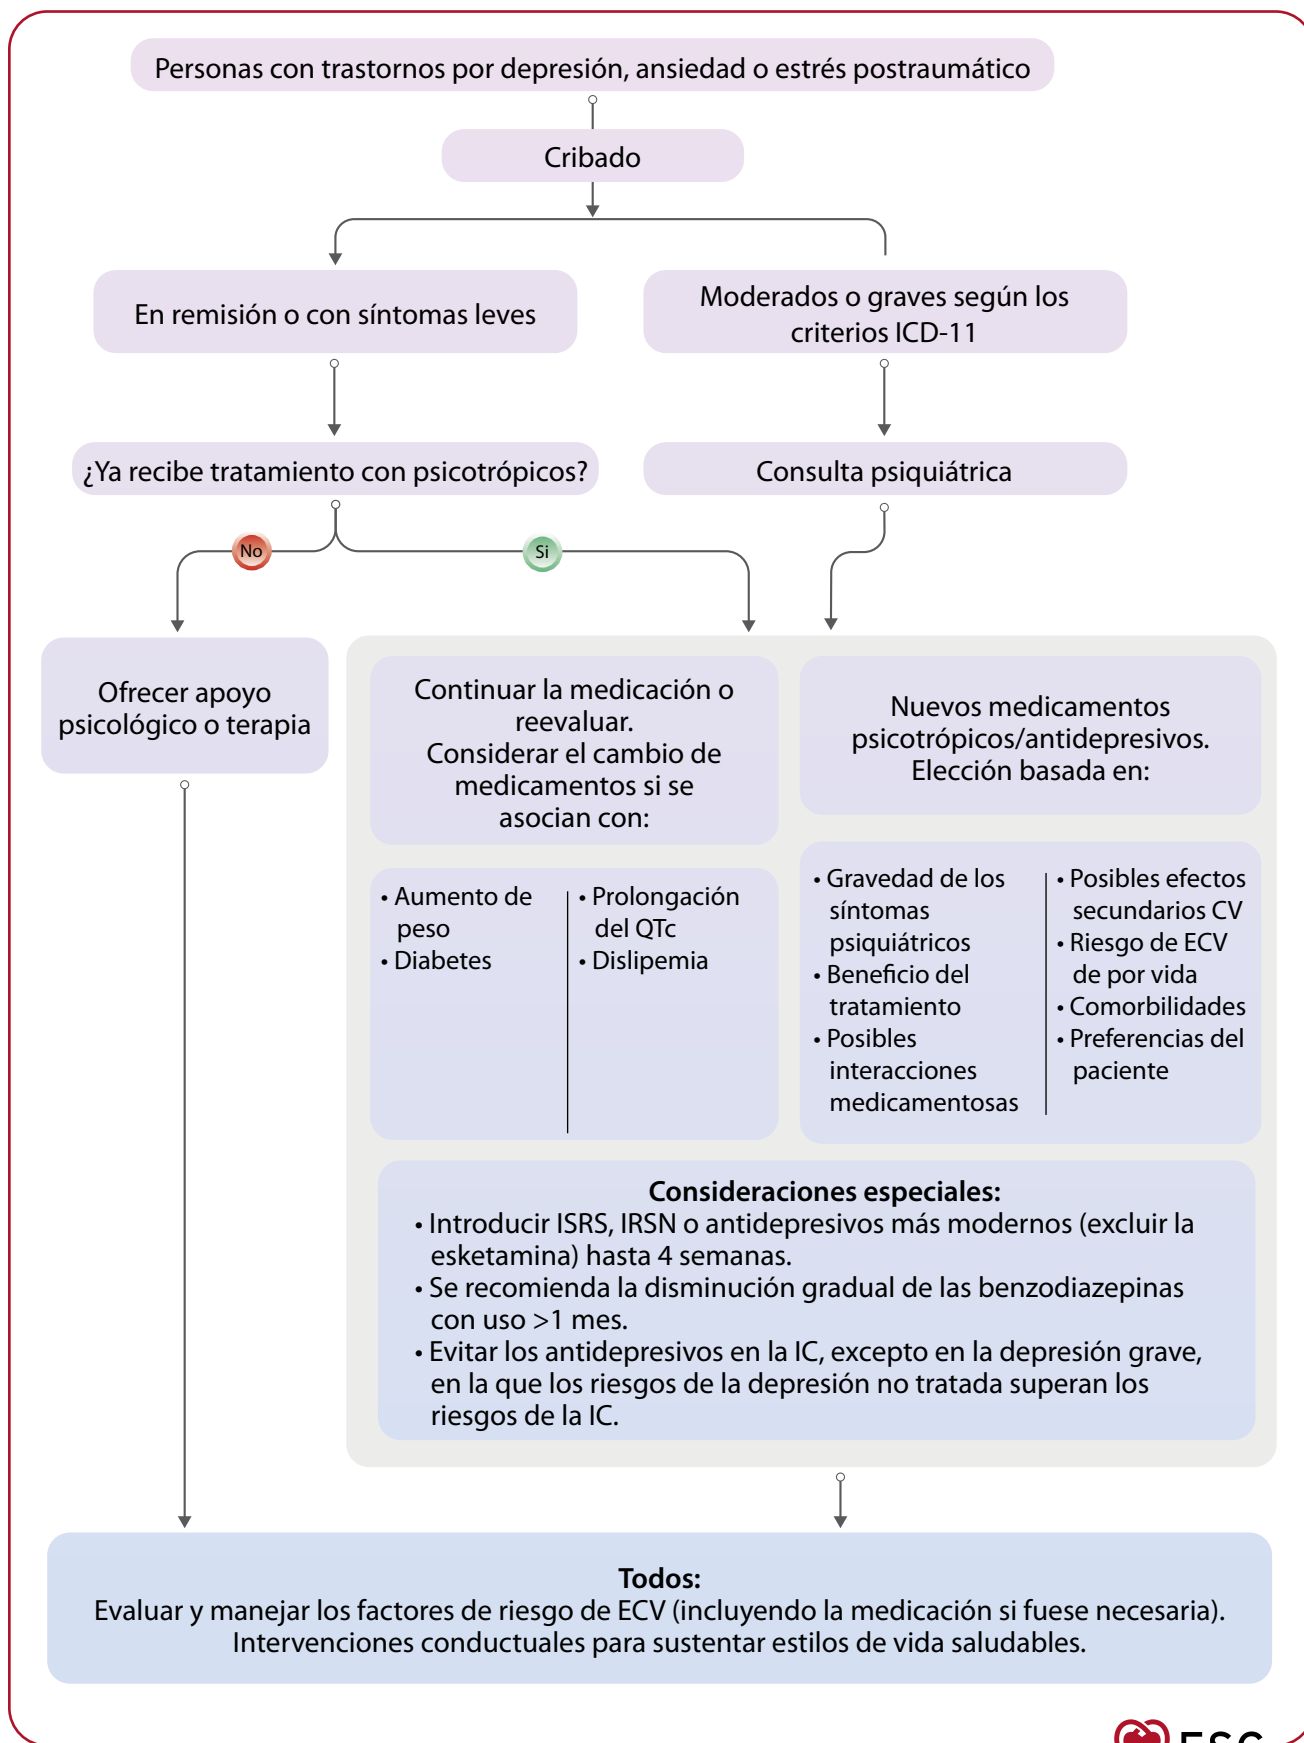 Personas con trastornos por depresión, ansiedad o estrés postraumático
Cribado
En remisión o con síntomas leves
Moderados o graves según los
criterios ICD-11
¿Ya recibe tratamiento con psicotrópicos?
Consulta psiquiátrica
No
Si
Ofrecer apoyo
psicológico o terapia
Continuar la medicación o
reevaluar.
Considerar el cambio de
medicamentos si se
asocian con:
Nuevos medicamentos
psicotrópicos/antidepresivos.
Elección basada en:
• Aumento de
peso
• Diabetes
• Prolongación
del QTc
• Dislipemia
• Gravedad de los
síntomas
psiquiátricos
• Beneficio del
tratamiento
• Posibles
interacciones
medicamentosas
• Posibles efectos
secundarios CV
• Riesgo de ECV
de por vida
• Comorbilidades
• Preferencias del
paciente
Consideraciones especiales:
• Introducir ISRS, IRSN o antidepresivos más modernos (excluir la
esketamina) hasta 4 semanas.
• Se recomienda la disminución gradual de las benzodiazepinas
con uso >1 mes.
• Evitar los antidepresivos en la IC, excepto en la depresión grave,
en la que los riesgos de la depresión no tratada superan los
riesgos de la IC.
Todos:
Evaluar y manejar los factores de riesgo de ECV (incluyendo la medicación si fuese necesaria).
Intervenciones conductuales para sustentar estilos de vida saludables.
ESC